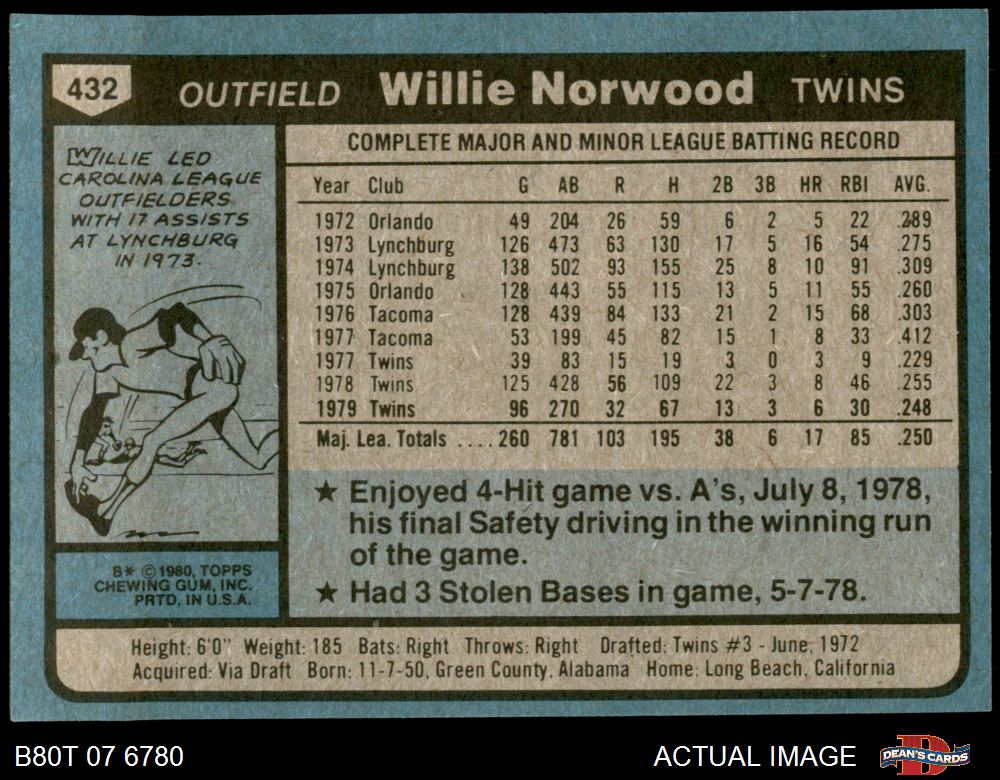 432 OUTFIELD Willie Norwood TWINS
WILLIE LED
CAROLINA LEAGUE
OUTFIELDERS
WITH 17 ASSISTS
AT LYNCHBURG
IN 1973.
COMPLETE MAJOR AND MINOR LEAGUE BATTING RECORD
Year Club G AB R H 2B 3B HR RBI AVG.
1972 Orlando 49 204 26 59 6 2 5 22 .289
1973 Lynchburg 126 473 63 130 17 5 16 54 .275
1974 Lynchburg 138 502 93 155 25 8 10 91 .309
1975 Orlando 128 443 55 115 13 5 11 55 .260
1976 Tacoma 128 439 84 133 21 2 15 68 .303
1977 Tacoma 53 199 45 82 15 1 8 33 .412
1977 Twins 39 83 15 19 3 0 3 9 .229
1978 Twins 125 428 56 109 22 3 8 46 .255
1979 Twins 96 270 32 67 13 3 6 30 .248
Maj. Lea. Totals .... 260 781 103 195 38 6 17 85 .250
★ Enjoyed 4-Hit game vs. A's, July 8, 1978,
his final Safety driving in the winning run
of the game.
★ Had 3 Stolen Bases in game, 5-7-78.
B* © 1980, TOPPS
CHEWING GUM, INC.
PRTD. IN U.S.A.
Height: 6'0" Weight: 185 Bats: Right Throws: Right Drafted: Twins #3 - June, 1972
Acquired: Via Draft Born: 11-7-50, Green County, Alabama Home: Long Beach, California
B80T 07 6780
ACTUAL IMAGE
D
DEAN'S CARDS